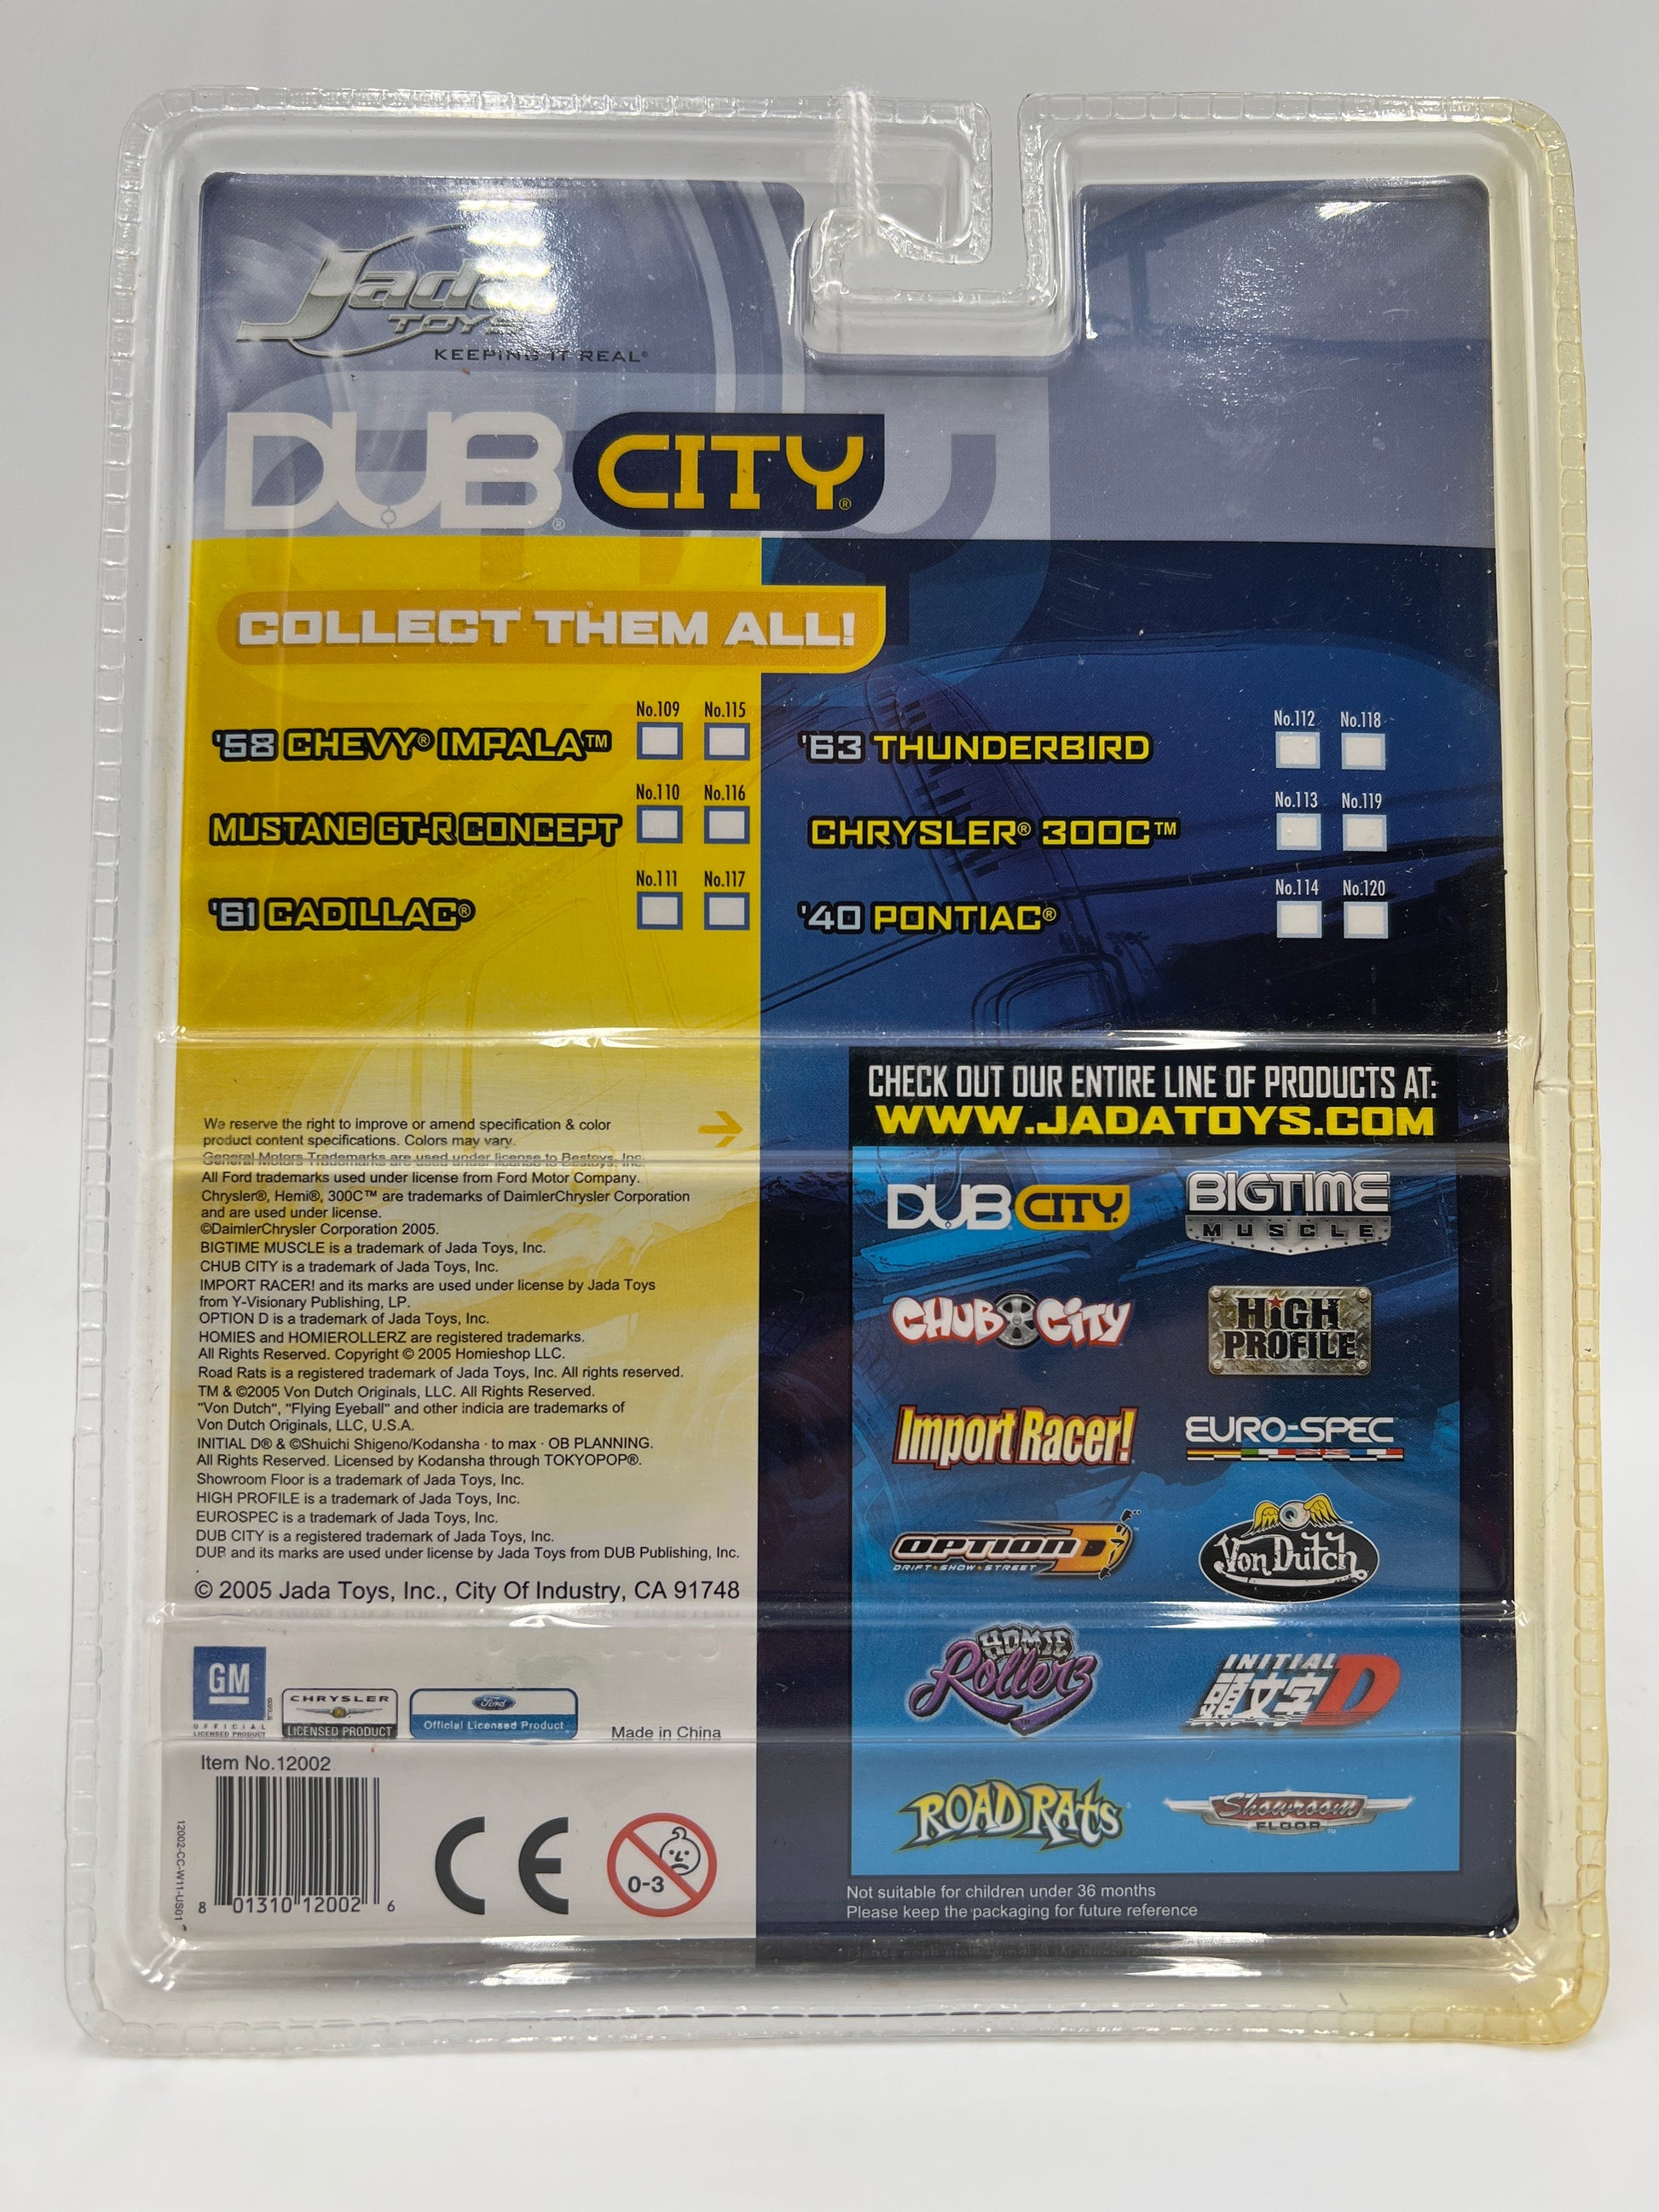 Jada
TOYS
KEEPING IT REAL®
DUB® CITY®
COLLECT THEM ALL!
No.109 No.115
'58 CHEVY® IMPALA™
No.110 No.116
MUSTANG GT-R CONCEPT
No.111 No.117
'61 CADILLAC®
No.112 No.118
'63 THUNDERBIRD
No.113 No.119
CHRYSLER® 300C™
No.114 No.120
'40 PONTIAC®
We reserve the right to improve or amend specification & color
product content specifications. Colors may vary.
General Motors Trademarks are used under license to Bestoys, Inc.
All Ford trademarks used under license from Ford Motor Company.
Chrysler®, Hemi®, 300C™ are trademarks of DaimlerChrysler Corporation
and are used under license.
©DaimlerChrysler Corporation 2005.
BIGTIME MUSCLE is a trademark of Jada Toys, Inc.
CHUB CITY is a trademark of Jada Toys, Inc.
IMPORT RACER! and its marks are used under license by Jada Toys
from Y-Visionary Publishing, LP.
OPTION D is a trademark of Jada Toys, Inc.
HOMIES and HOMIEROLLERZ are registered trademarks.
All Rights Reserved. Copyright © 2005 Homieshop LLC.
Road Rats is a registered trademark of Jada Toys, Inc. All rights reserved.
TM & ©2005 Von Dutch Originals, LLC. All Rights Reserved.
"Von Dutch", "Flying Eyeball" and other indicia are trademarks of
Von Dutch Originals, LLC, U.S.A.
INITIAL D® & ©Shuichi Shigeno/Kodansha · to max · OB PLANNING.
All Rights Reserved. Licensed by Kodansha through TOKYOPOP®.
Showroom Floor is a trademark of Jada Toys, Inc.
HIGH PROFILE is a trademark of Jada Toys, Inc.
EUROSPEC is a trademark of Jada Toys, Inc.
DUB CITY is a registered trademark of Jada Toys, Inc.
DUB and its marks are used under license by Jada Toys from DUB Publishing, Inc.
© 2005 Jada Toys, Inc., City Of Industry, CA 91748
GM
OFFICIAL
LICENSED PRODUCT
CHRYSLER
LICENSED PRODUCT
Ford
Official Licensed Product
Made in China
Item No.12002
12002-CC-W11-US01
8 01310 12002 6
CE
0-3
CHECK OUT OUR ENTIRE LINE OF PRODUCTS AT:
WWW.JADATOYS.COM
DUB CITY
BIGTIME
MUSCLE
CHUB CITY
HIGH
PROFILE
Import Racer!
EURO-SPEC
OPTION D
DRIFT·SHOW·STREET
Von Dutch
HOMIE
Rollerz
INITIAL D
頭文字
ROAD RATS
Showroom
FLOOR
Not suitable for children under 36 months
Please keep the packaging for future reference